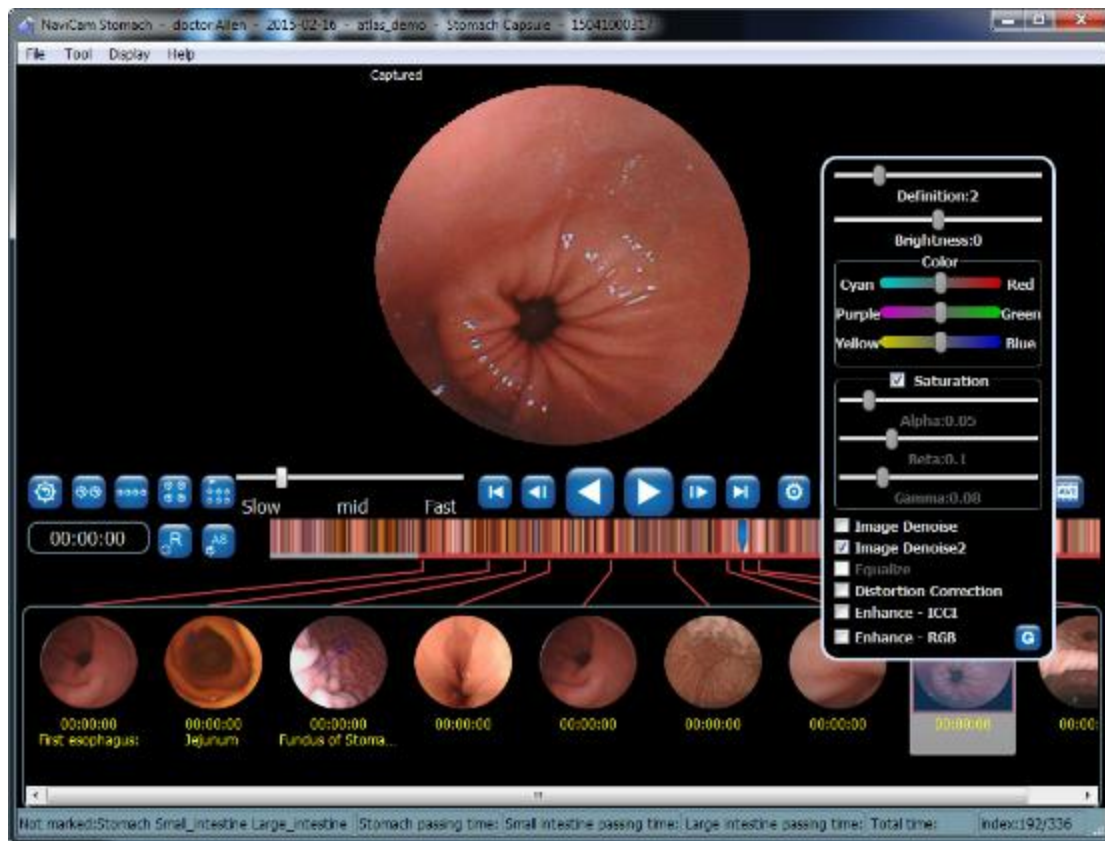 NaviCam Stomach - doctor Allen - 2015-02-16 - atlas_demo - Stomach Capsule - 15041000317
File Tool Display Help
Captured
Definition:2
Brightness:0
Color
Cyan Red
Purple Green
Yellow Blue
Saturation
Alpha:0.05
Beta:0.1
Gamma:0.08
Slow mid Fast
00:00:00 R AS
Image Denoise
Image Denoise2
Equalize
Distortion Correction
Enhance - ICCI
Enhance - RGB G
00:00:00 00:00:00 00:00:00 00:00:00 00:00:00 00:00:00 00:00:00 00:00:00 00:00:
First esophagus: Jejunum Fundus of Stoma...
Not marked:Stomach Small_intestine Large_intestine Stomach passing time: Small intestine passing time: Large intestine passing time: Total time: index:192/336